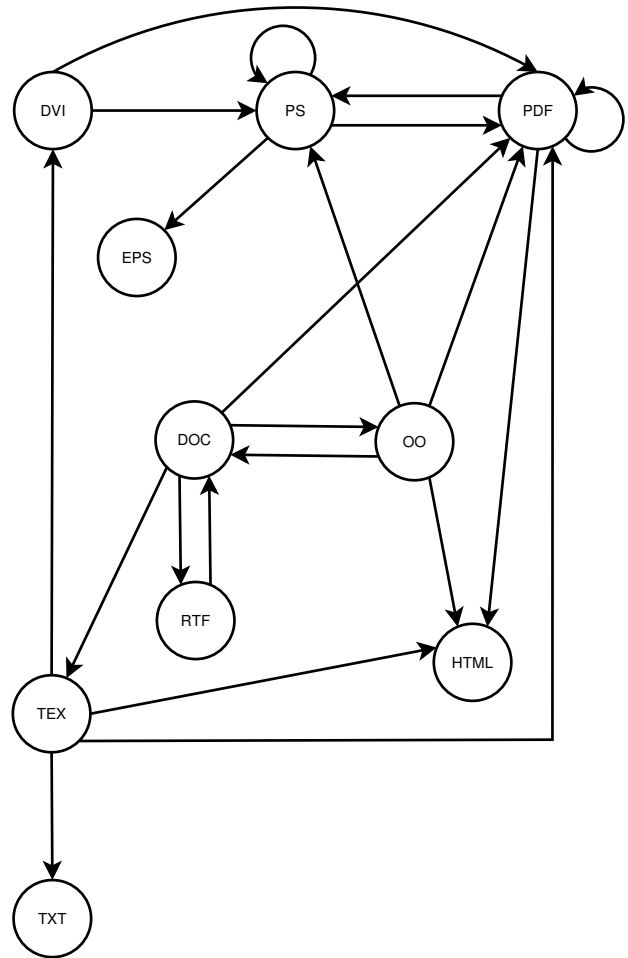 DVI
PS
PDF
EPS
DOC
OO
RTF
HTML
TEX
TXT